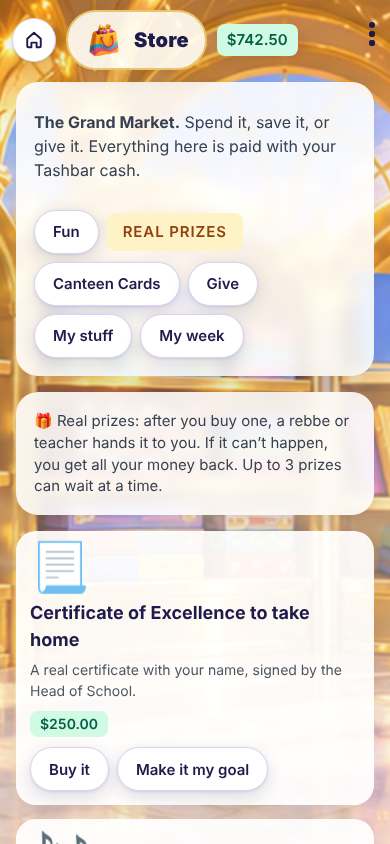 Store
$742.50
The Grand Market. Spend it, save it, or
give it. Everything here is paid with your
Tashbar cash.
Fun
REAL PRIZES
Canteen Cards
Give
My stuff
My week
🎁 Real prizes: after you buy one, a rebbe or
teacher hands it to you. If it can’t happen,
you get all your money back. Up to 3 prizes
can wait at a time.
Certificate of Excellence to take
home
A real certificate with your name, signed by the
Head of School.
$250.00
Buy it
Make it my goal